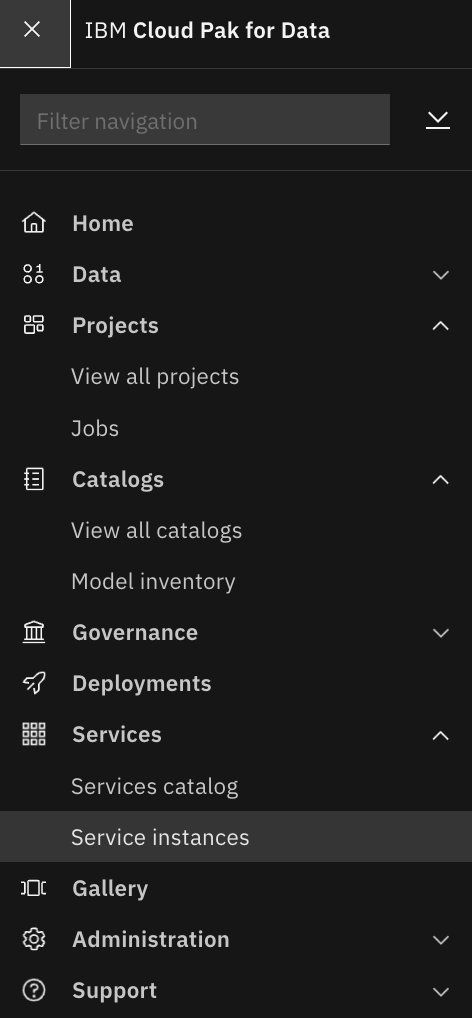 IBM Cloud Pak for Data
Filter navigation
Home
Data
Projects
View all projects
Jobs
Catalogs
View all catalogs
Model inventory
Governance
Deployments
Services
Services catalog
Service instances
Gallery
Administration
Support